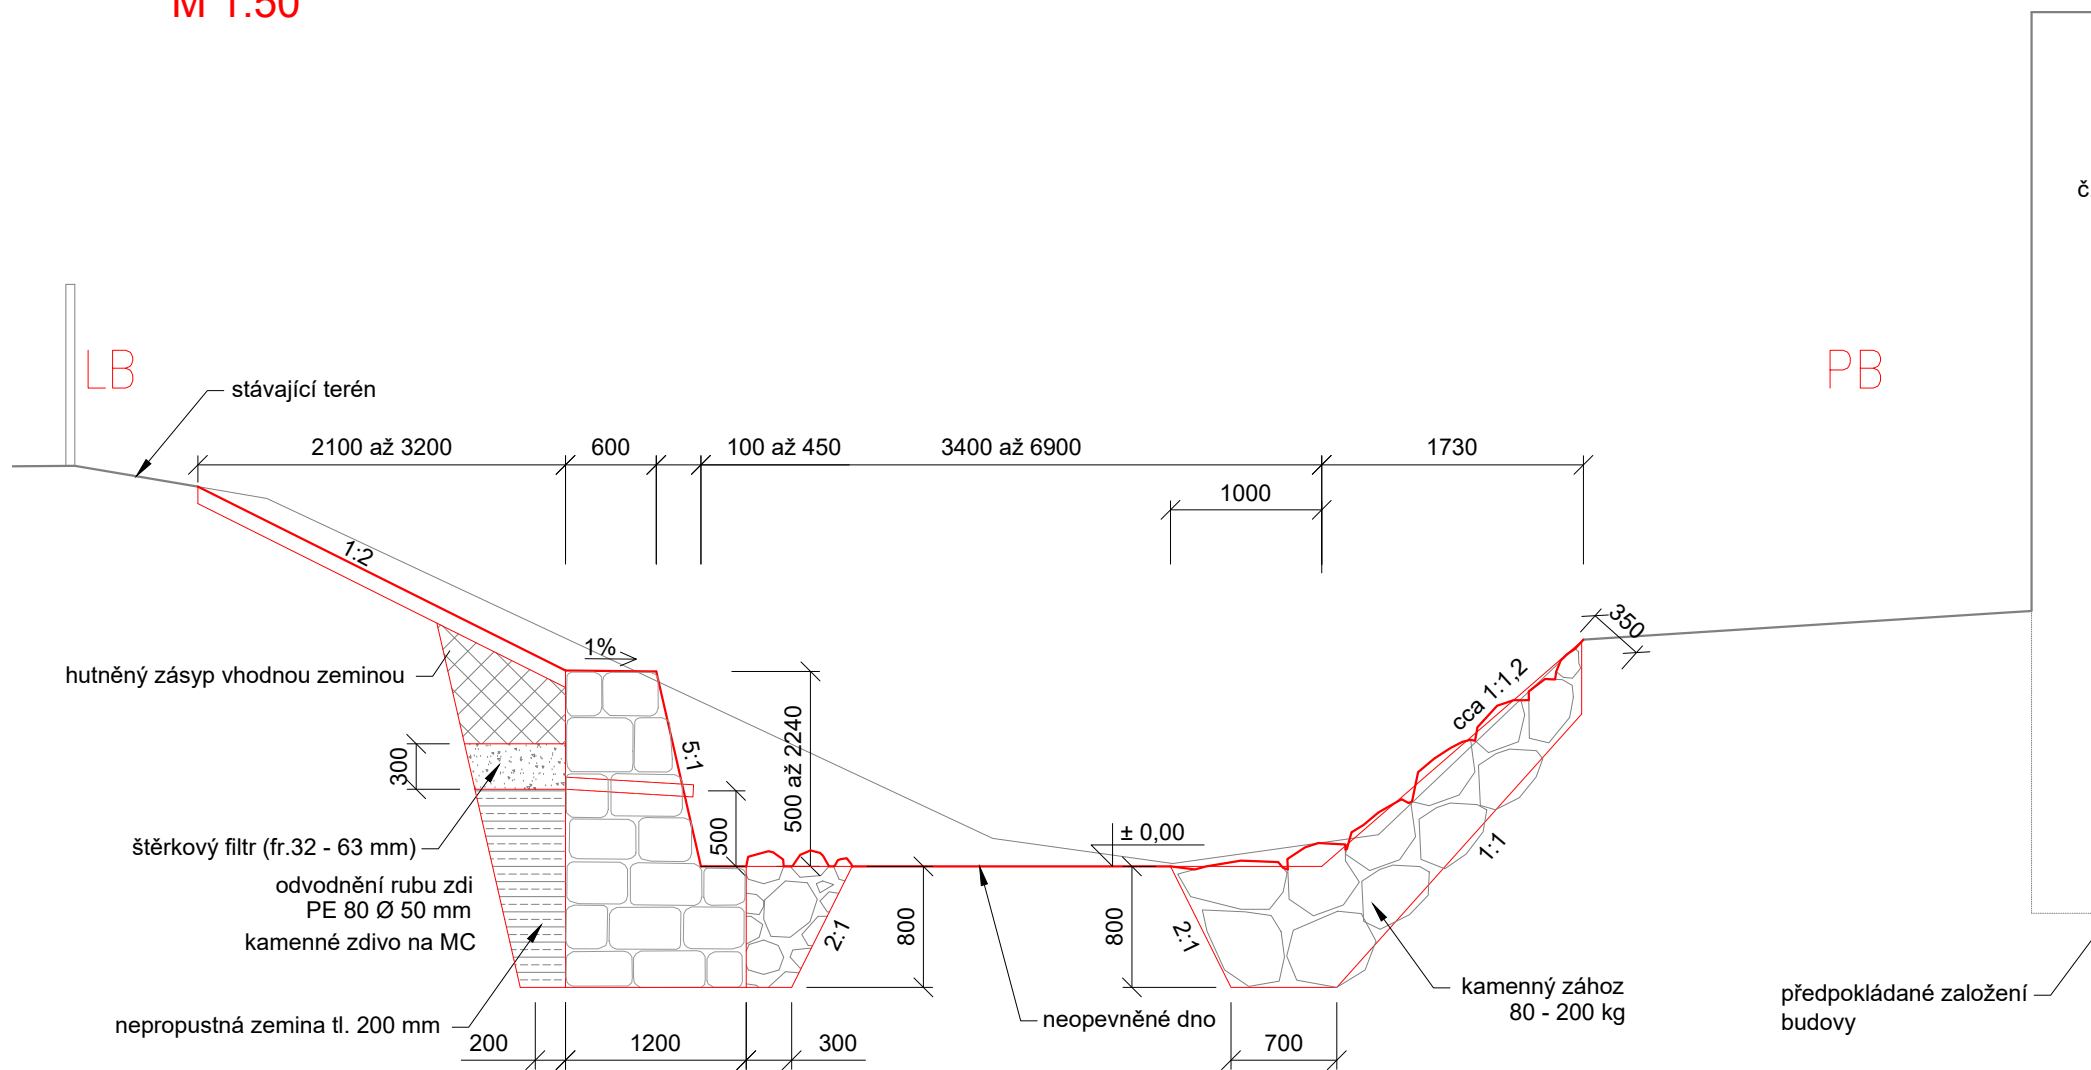 M 1:50
č
LB
PB
stávající terén
2100 až 3200
600
100 až 450
3400 až 6900
1730
1000
1:2
1%
350
cca 1:1,2
hutněný zásyp vhodnou zeminou
5:1
500 až 2240
300
500
± 0,00
1:1
štěrkový filtr (fr.32 - 63 mm)
odvodnění rubu zdi
PE 80 Ø 50 mm
kamenné zdivo na MC
2:1
800
800
2:1
kamenný zához
80 - 200 kg
předpokládané založení
budovy
nepropustná zemina tl. 200 mm
neopevněné dno
200
1200
300
700